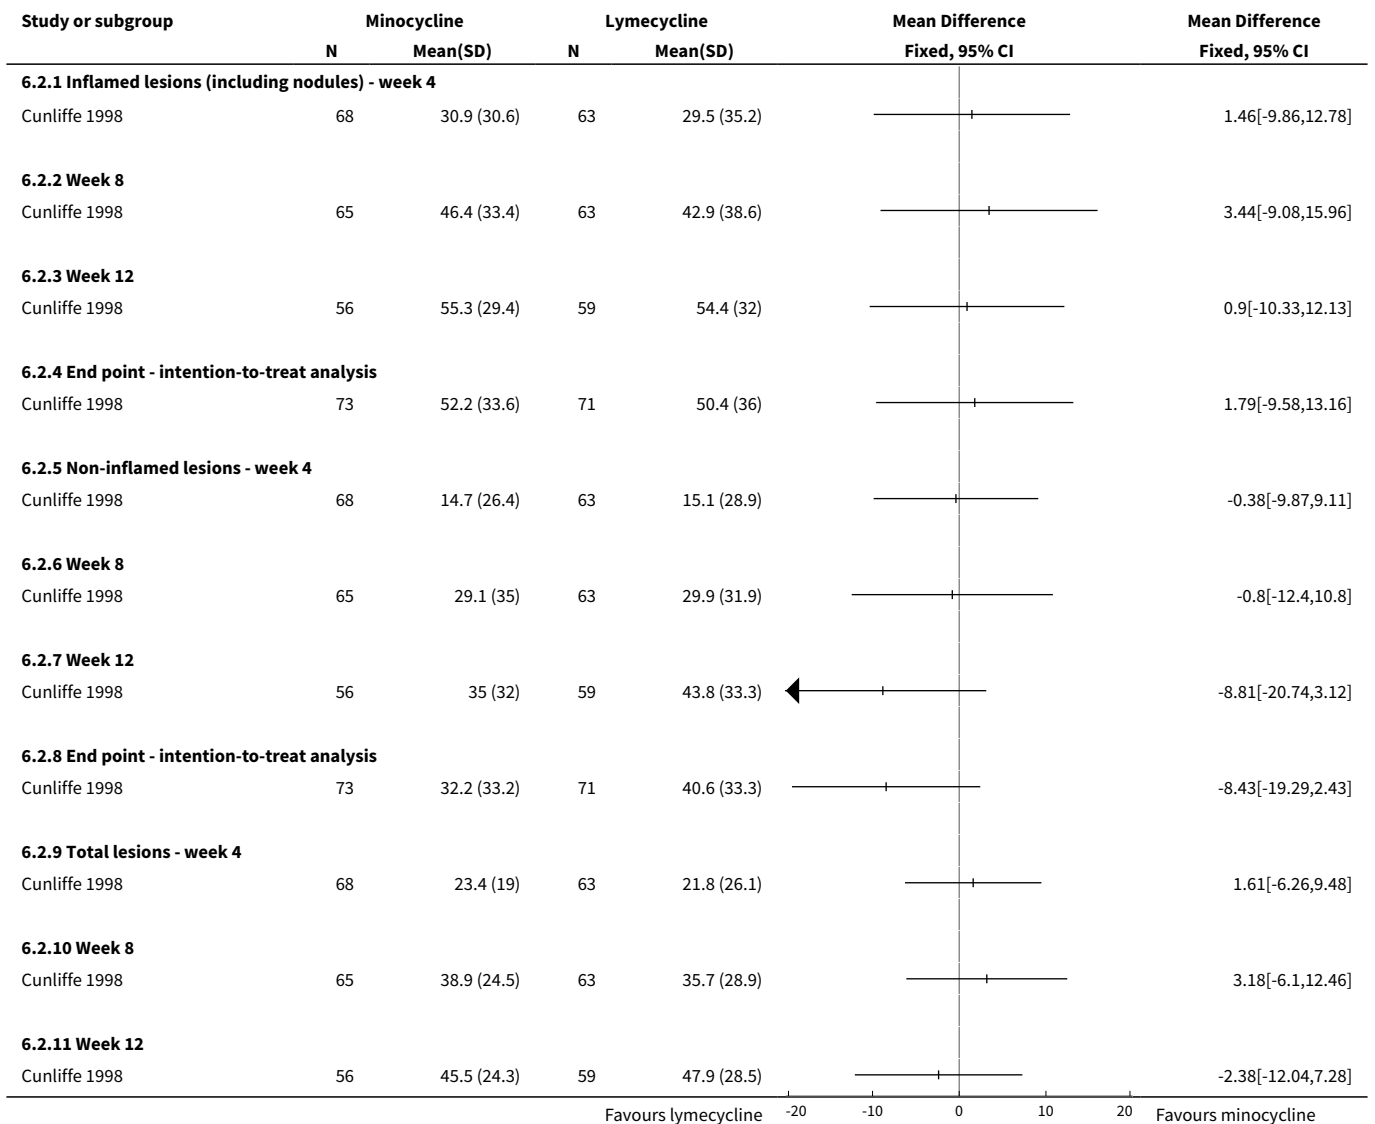 Study or subgroup Minocycline Lymecycline Mean Difference Mean Difference
N Mean(SD) N Mean(SD) Fixed, 95% CI Fixed, 95% CI
6.2.1 Inflamed lesions (including nodules) - week 4
Cunliffe 1998 68 30.9 (30.6) 63 29.5 (35.2) 1.46[-9.86,12.78]
6.2.2 Week 8
Cunliffe 1998 65 46.4 (33.4) 63 42.9 (38.6) 3.44[-9.08,15.96]
6.2.3 Week 12
Cunliffe 1998 56 55.3 (29.4) 59 54.4 (32) 0.9[-10.33,12.13]
6.2.4 End point - intention-to-treat analysis
Cunliffe 1998 73 52.2 (33.6) 71 50.4 (36) 1.79[-9.58,13.16]
6.2.5 Non-inflamed lesions - week 4
Cunliffe 1998 68 14.7 (26.4) 63 15.1 (28.9) -0.38[-9.87,9.11]
6.2.6 Week 8
Cunliffe 1998 65 29.1 (35) 63 29.9 (31.9) -0.8[-12.4,10.8]
6.2.7 Week 12
Cunliffe 1998 56 35 (32) 59 43.8 (33.3) -8.81[-20.74,3.12]
6.2.8 End point - intention-to-treat analysis
Cunliffe 1998 73 32.2 (33.2) 71 40.6 (33.3) -8.43[-19.29,2.43]
6.2.9 Total lesions - week 4
Cunliffe 1998 68 23.4 (19) 63 21.8 (26.1) 1.61[-6.26,9.48]
6.2.10 Week 8
Cunliffe 1998 65 38.9 (24.5) 63 35.7 (28.9) 3.18[-6.1,12.46]
6.2.11 Week 12
Cunliffe 1998 56 45.5 (24.3) 59 47.9 (28.5) -2.38[-12.04,7.28]
Favours lymecycline -20 -10 0 10 20 Favours minocycline